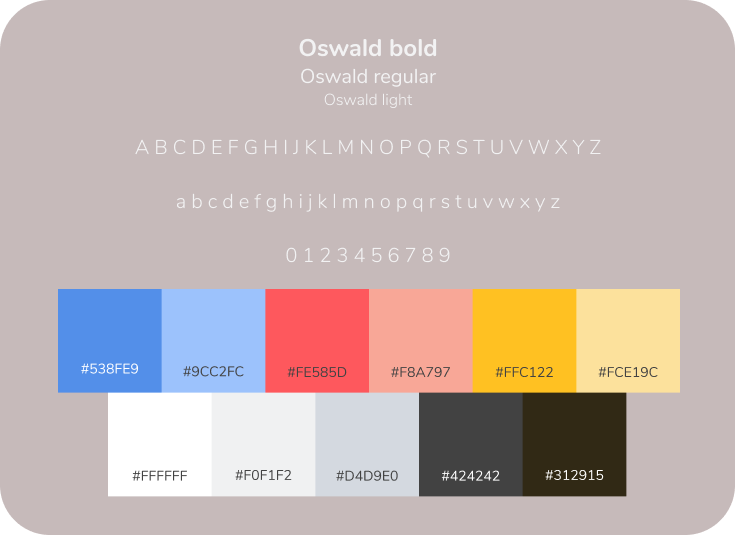 Oswald bold
Oswald regular
Oswald light
A B C D E F G H I J K L M N O P Q R S T U V W X Y Z
a b c d e f g h i j k l m n o p q r s t u v w x y z
0 1 2 3 4 5 6 7 8 9
#538FE9 #9CC2FC #FE585D #F8A797 #FFC122 #FCE19C
#FFFFFF #F0F1F2 #D4D9E0 #424242 #312915